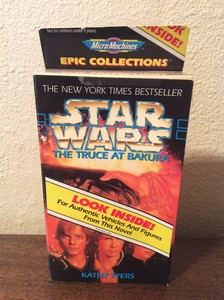 Not for children under 3 years.
LOOK
INSIDE!
Micro Machines
EPIC COLLECTIONS
THE NEW YORK TIMES BESTSELLER
STAR
WARS
THE TRUCE AT BAKURA
LOOK INSIDE!
For Authentic Vehicles And Figures
From This Novel
KATHY TYERS